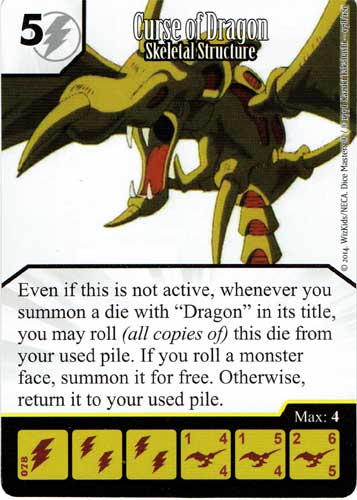 5
Curse of Dragon
Skeletal Structure
© 2014 WizKids/NECA. Dice Masters
Even if this is not active, whenever you
summon a die with “Dragon” in its title,
you may roll (all copies of) this die from
your used pile. If you roll a monster
face, summon it for free. Otherwise,
return it to your used pile.
Max: 4
078
1 4 4
1 5 4
2 6 5